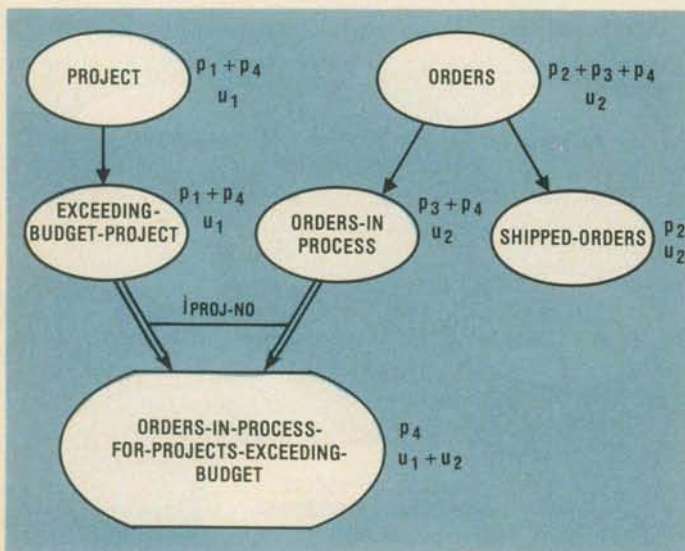 PROJECT
p1 + p4
u1
ORDERS
p2 + p3 + p4
u2
EXCEEDING-
BUDGET-PROJECT
p1 + p4
u1
ORDERS-IN
PROCESS
p3 + p4
u2
SHIPPED-ORDERS
p2
u2
jPROJ-NO
ORDERS-IN-PROCESS-
FOR-PROJECTS-EXCEEDING-
BUDGET
p4
u1 + u2